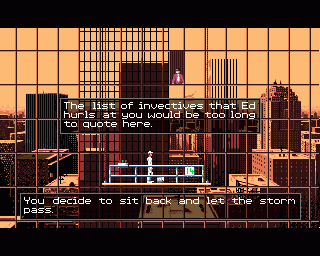 The list of invectives that Ed
hurls at you would be too long
to quote here.
You decide to sit back and let the storm
pass.